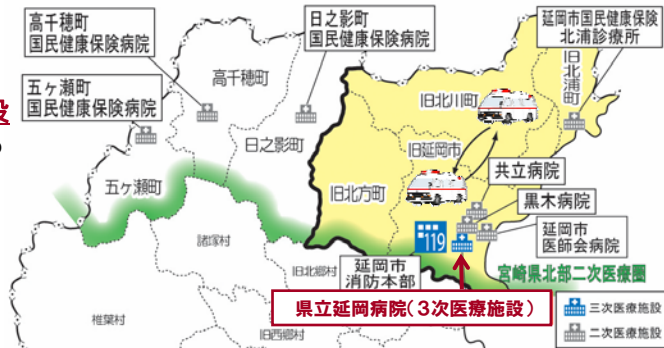 高千穂町
国民健康保険病院
日之影町
国民健康保険病院
延岡市国民健康保険
北浦診療所
五ヶ瀬町
国民健康保険病院
設
高千穂町
旧北川町
旧北浦町
日之影町
旧延岡市
共立病院
五ヶ瀬町
旧北方町
黒木病院
119
延岡市
医師会病院
諸塚村
延岡市
消防本部
旧北郷村
宮崎県北部二次医療圏
県立延岡病院(3次医療施設)
三次医療施設
椎葉村
旧西郷村
二次医療施設